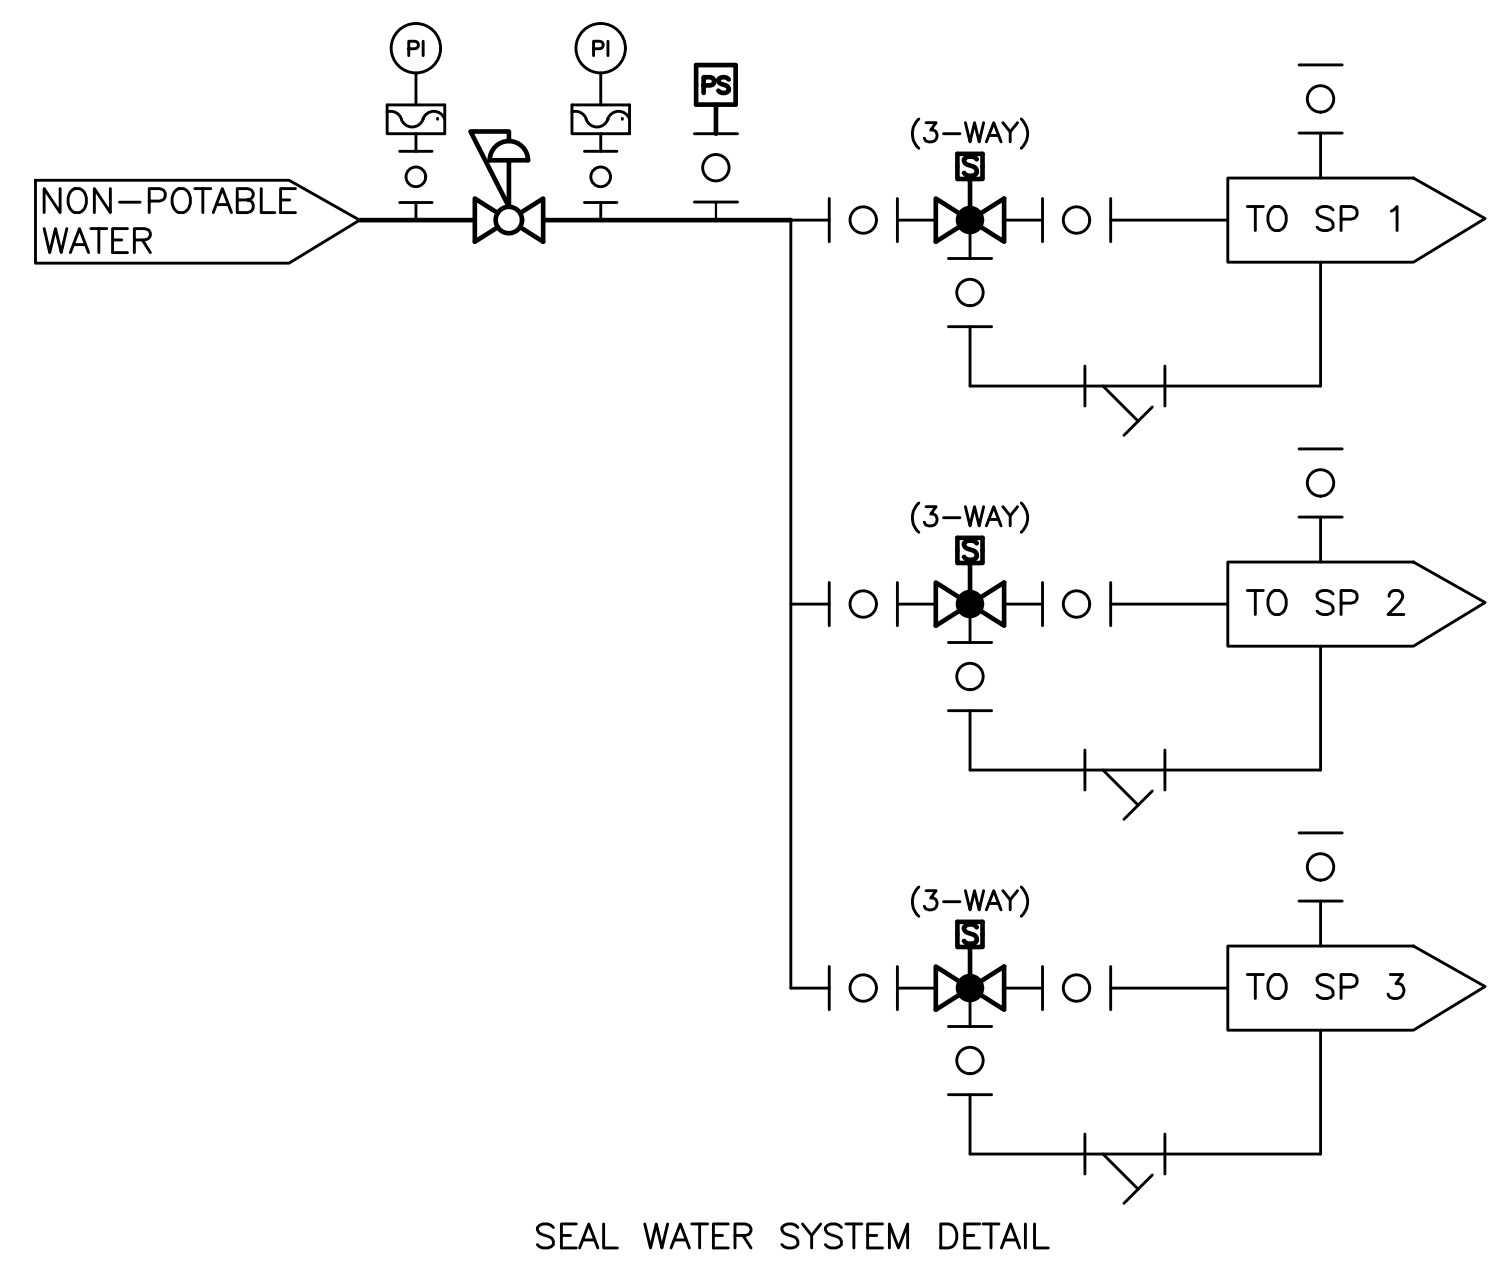 PI
PI
PS
(3-WAY)
S
NON-POTABLE
WATER
TO SP 1
(3-WAY)
S
TO SP 2
(3-WAY)
S
TO SP 3
SEAL WATER SYSTEM DETAIL